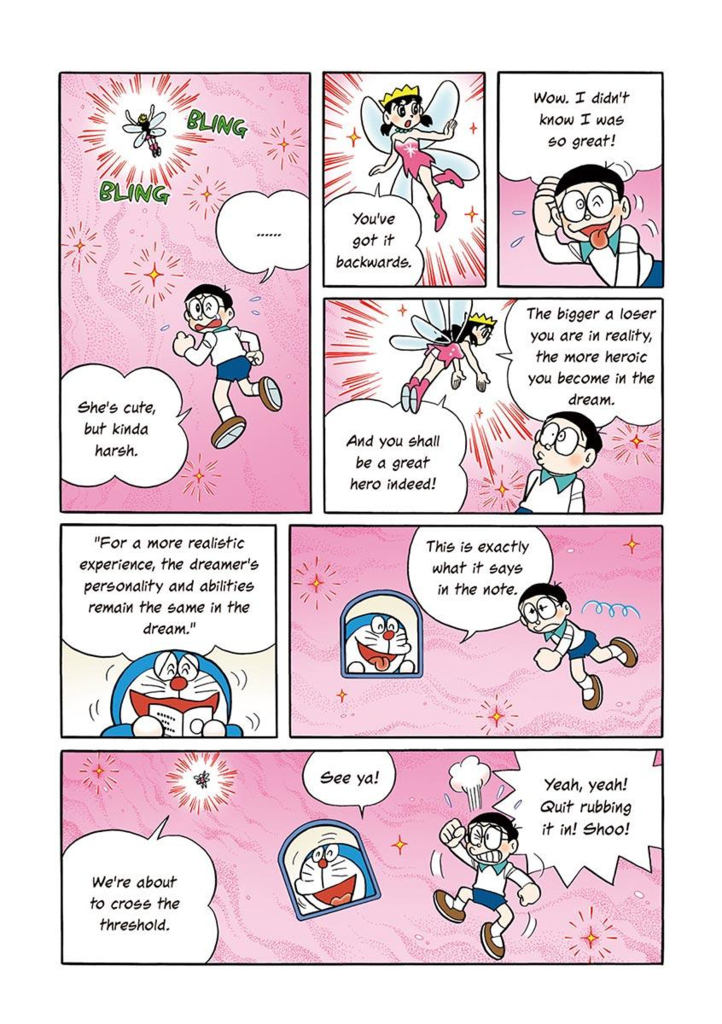 Wow. I didn't
know I was
so great!
You've
got it
backwards.
The bigger a loser
you are in reality,
the more heroic
you become in the
dream.
And you shall
be a great
hero indeed!
BLING
BLING
......
She's cute,
but kinda
harsh.
This is exactly
what it says
in the note.
"For a more realistic
experience, the dreamer's
personality and abilities
remain the same in the
dream."
Yeah, yeah!
Quit rubbing
it in! Shoo!
See ya!
We're about
to cross the
threshold.